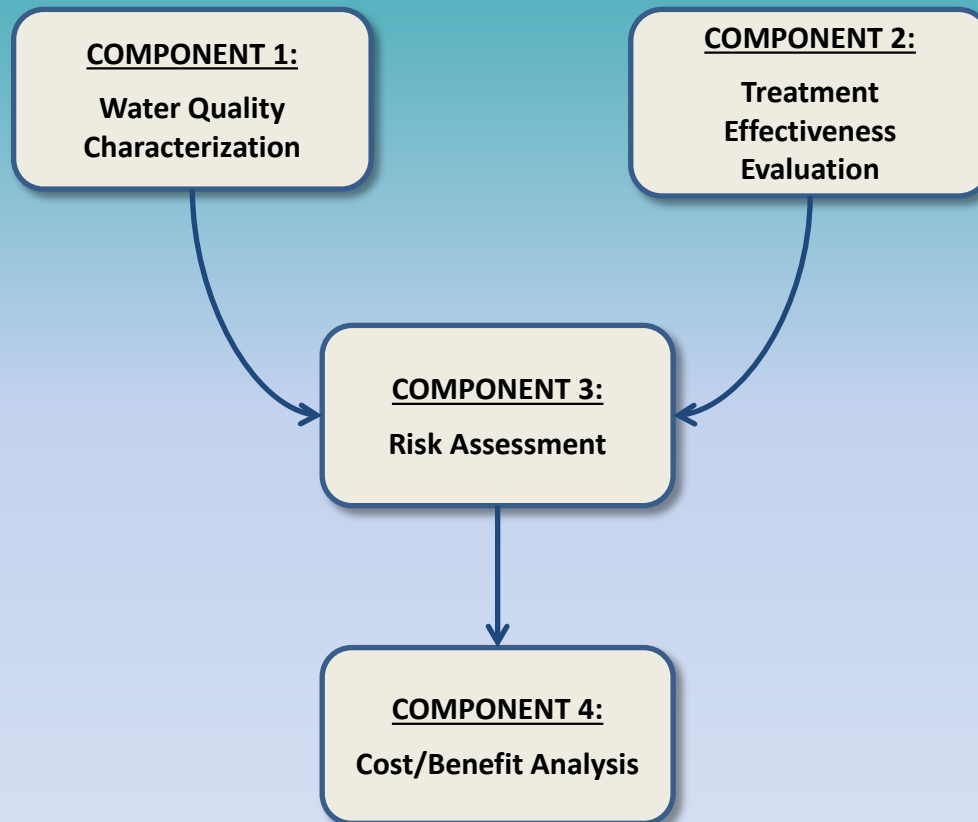 COMPONENT 1:
Water Quality
Characterization
COMPONENT 2:
Treatment
Effectiveness
Evaluation
COMPONENT 3:
Risk Assessment
COMPONENT 4:
Cost/Benefit Analysis